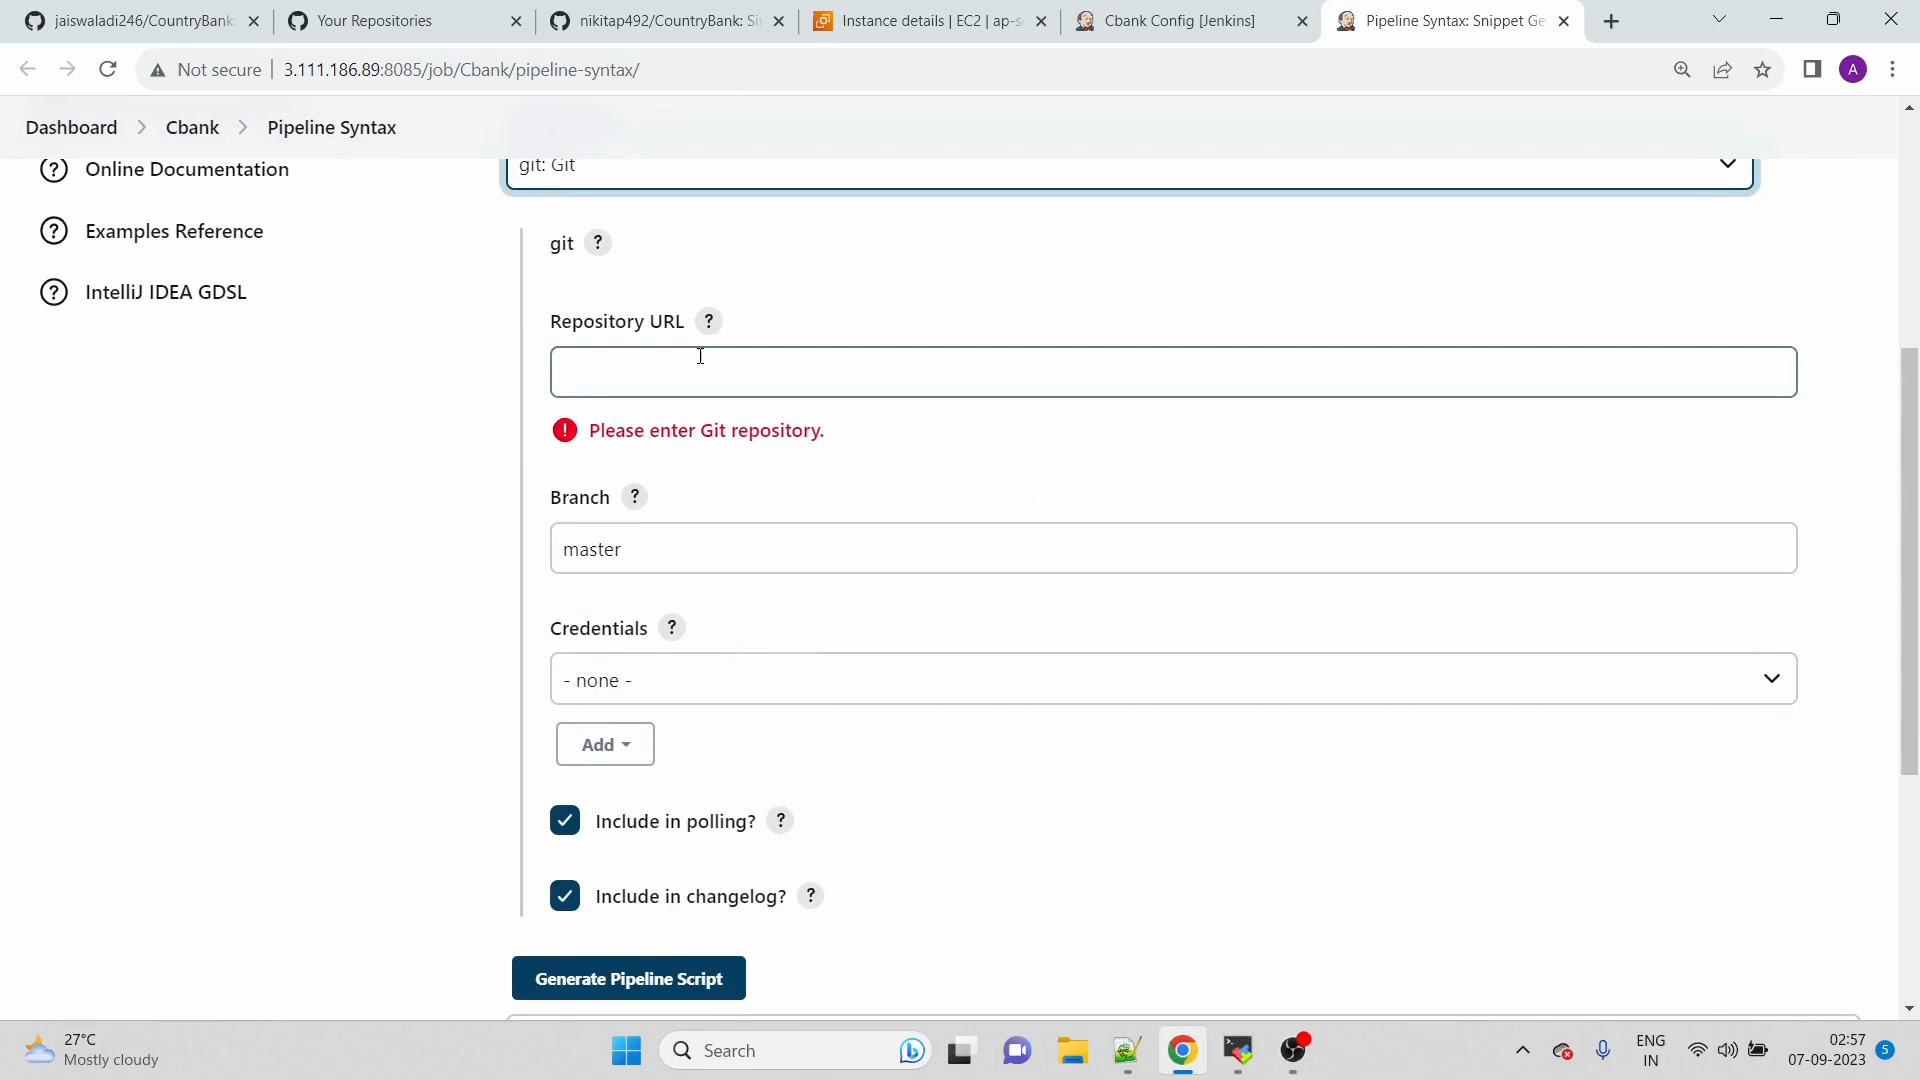 jaiswaladi246/CountryBank:
Your Repositories
nikitap492/CountryBank: Si
Instance details | EC2 | ap-s
Cbank Config [Jenkins]
Pipeline Syntax: Snippet Ge
Not secure
3.111.186.89:8085/job/Cbank/pipeline-syntax/
A
Dashboard
Cbank
Pipeline Syntax
? Online Documentation
? Examples Reference
? IntelliJ IDEA GDSL
git: Git
git ?
Repository URL ?
! Please enter Git repository.
Branch ?
master
Credentials ?
- none -
Add
Include in polling? ?
Include in changelog? ?
Generate Pipeline Script
27°C
Mostly cloudy
Search
ENG
IN
02:57
07-09-2023
5